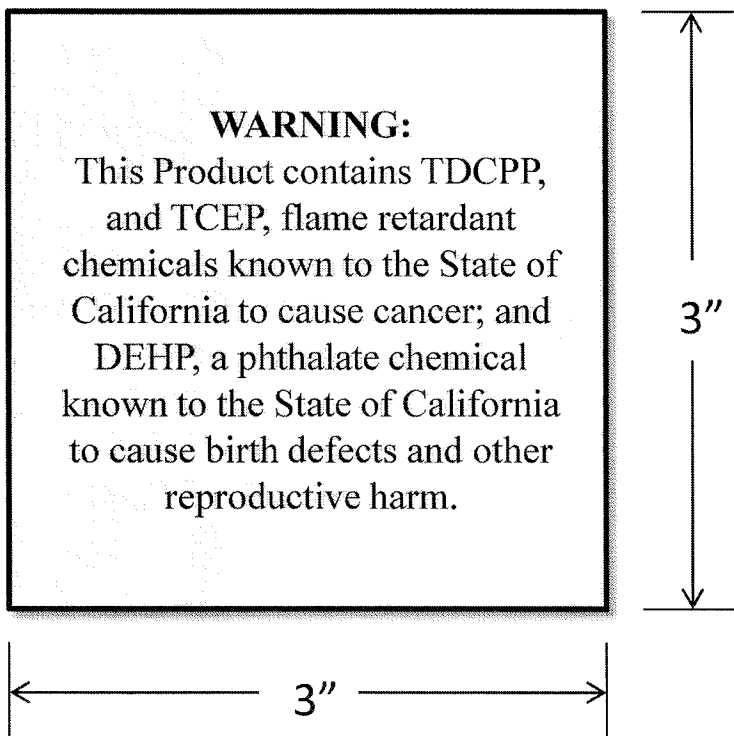 WARNING:
This Product contains TDCPP,
and TCEP, flame retardant
chemicals known to the State of
California to cause cancer; and
DEHP, a phthalate chemical
known to the State of California
to cause birth defects and other
reproductive harm.
3”
3”